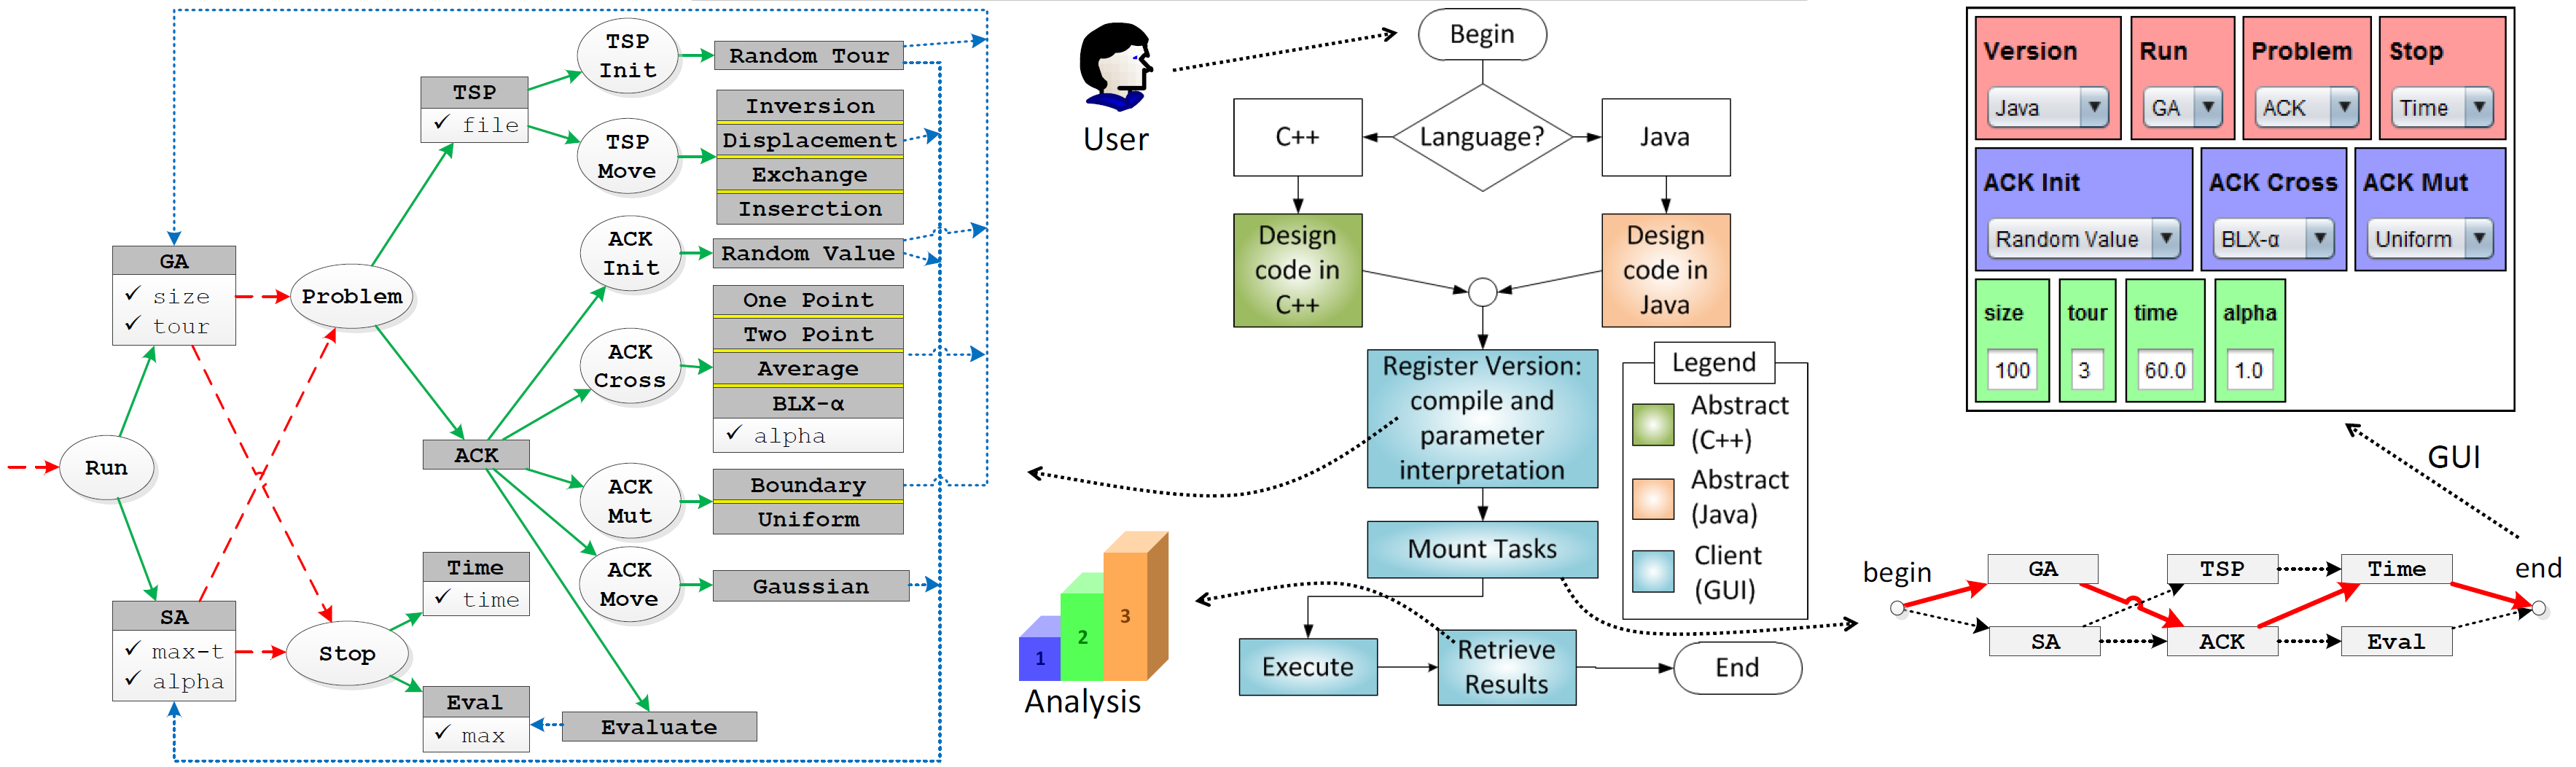 TSP
Init
Random Tour
TSP
✓ file
Inversion
Displacement
Exchange
Inserction
TSP
Move
ACK
Init
Random Value
GA
✓ size
✓ tour
Problem
One Point
Two Point
Average
BLX-α
✓ alpha
ACK
Cross
Run
ACK
ACK
Mut
Boundary
Uniform
ACK
Move
Gaussian
Time
✓ time
SA
✓ max-t
✓ alpha
Stop
Eval
✓ max
Evaluate
User
Begin
Language?
C++
Java
Design
code in
C++
Design
code in
Java
Register Version:
compile and
parameter
interpretation
Legend
Abstract
(C++)
Abstract
(Java)
Client
(GUI)
Mount Tasks
Execute
Retrieve
Results
End
1
2
3
Analysis
Version
Java
Run
GA
Problem
ACK
Stop
Time
ACK Init
Random Value
ACK Cross
BLX-α
ACK Mut
Uniform
size
100
tour
3
time
60.0
alpha
1.0
GUI
begin
GA
TSP
Time
end
SA
ACK
Eval